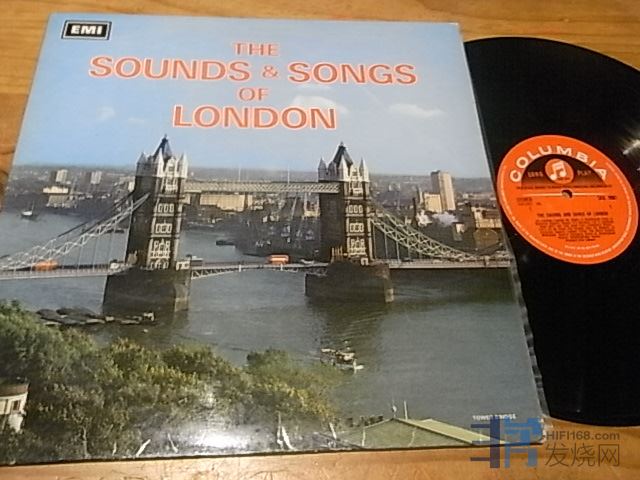 EMI
THE
SOUNDS & SONGS
OF
LONDON
TOWER BRIDGE
COLUMBIA
LONG PLAY
STEREO
THE SOUNDS AND SONGS OF LONDON
HIFI168.com
发烧网